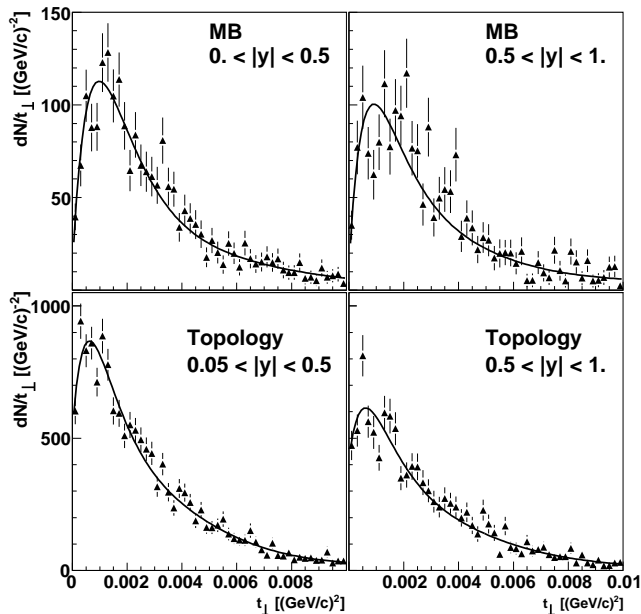 MB
0. < |y| < 0.5
MB
0.5 < |y| < 1.
dN/t⊥ [(GeV/c)-2]
150
100
50
Topology
0.05 < |y| < 0.5
Topology
0.5 < |y| < 1.
dN/t⊥ [(GeV/c)-2]
1000
500
0
0 0.002 0.004 0.006 0.008
0.002 0.004 0.006 0.008 0.01
t⊥ [(GeV/c)2]
t⊥ [(GeV/c)2]